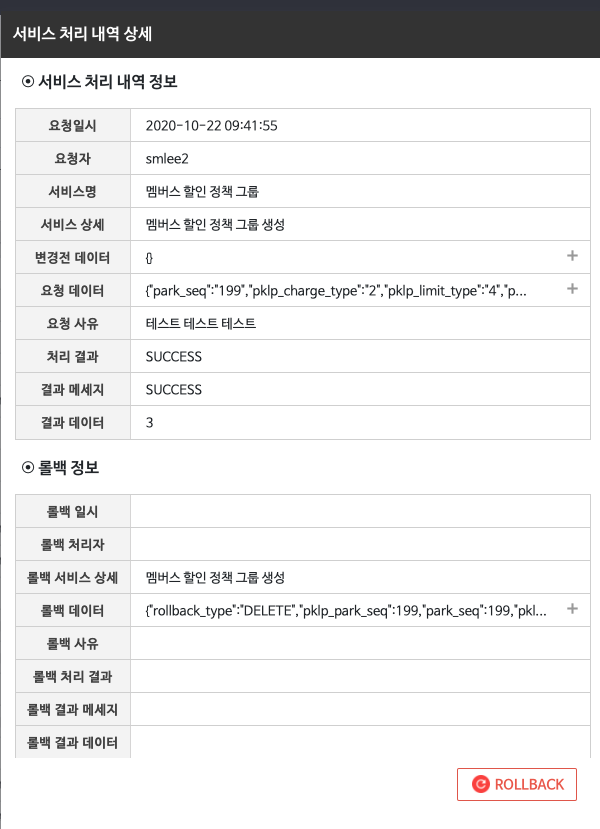 서비스 처리 내역 상세
서비스 처리 내역 정보
요청일시 2020-10-22 09:41:55
요청자 smlee2
서비스명 멤버스 할인 정책 그룹
서비스 상세 멤버스 할인 정책 그룹 생성
변경전 데이터 {} +
요청 데이터 {"park_seq":"199","pklp_charge_type":"2","pklp_limit_type":"4","p... +
요청 사유 테스트 테스트 테스트
처리 결과 SUCCESS
결과 메세지 SUCCESS
결과 데이터 3
롤백 정보
롤백 일시
롤백 처리자
롤백 서비스 상세 멤버스 할인 정책 그룹 생성
롤백 데이터 {"rollback_type":"DELETE","pklp_park_seq":199,"park_seq":199,"pkl... +
롤백 사유
롤백 처리 결과
롤백 결과 메세지
롤백 결과 데이터
ROLLBACK